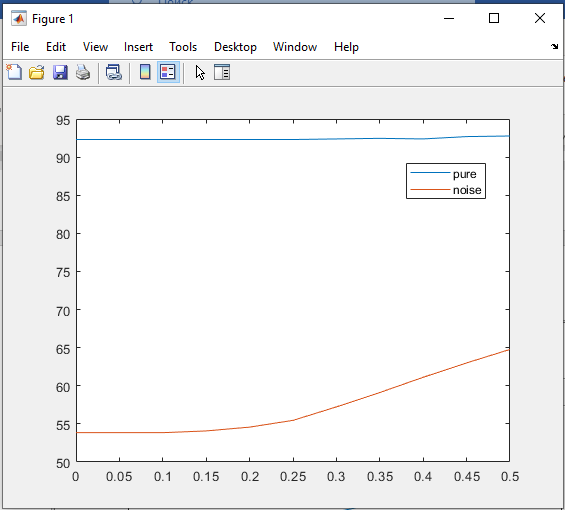 Поиск
Figure 1
File Edit View Insert Tools Desktop Window Help
95
90
85
80
75
70
65
60
55
50
pure
noise
0 0.05 0.1 0.15 0.2 0.25 0.3 0.35 0.4 0.45 0.5